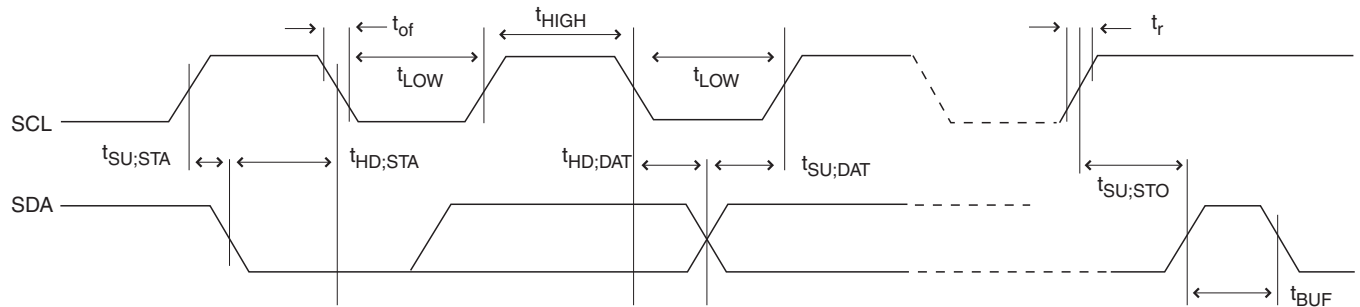 t_of
t_HIGH
t_r
t_LOW
t_LOW
SCL
t_SU;STA
t_HD;STA
t_HD;DAT
t_SU;DAT
t_SU;STO
SDA
t_BUF